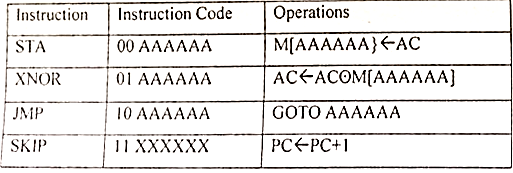 Instruction Instruction Code Operations
STA 00 AAAAAA M[AAAAAA}←AC
XNOR 01 AAAAAA AC←AC⊙M[AAAAAA]
JMP 10 AAAAAA GOTO AAAAAA
SKIP 11 XXXXXX PC←PC+1